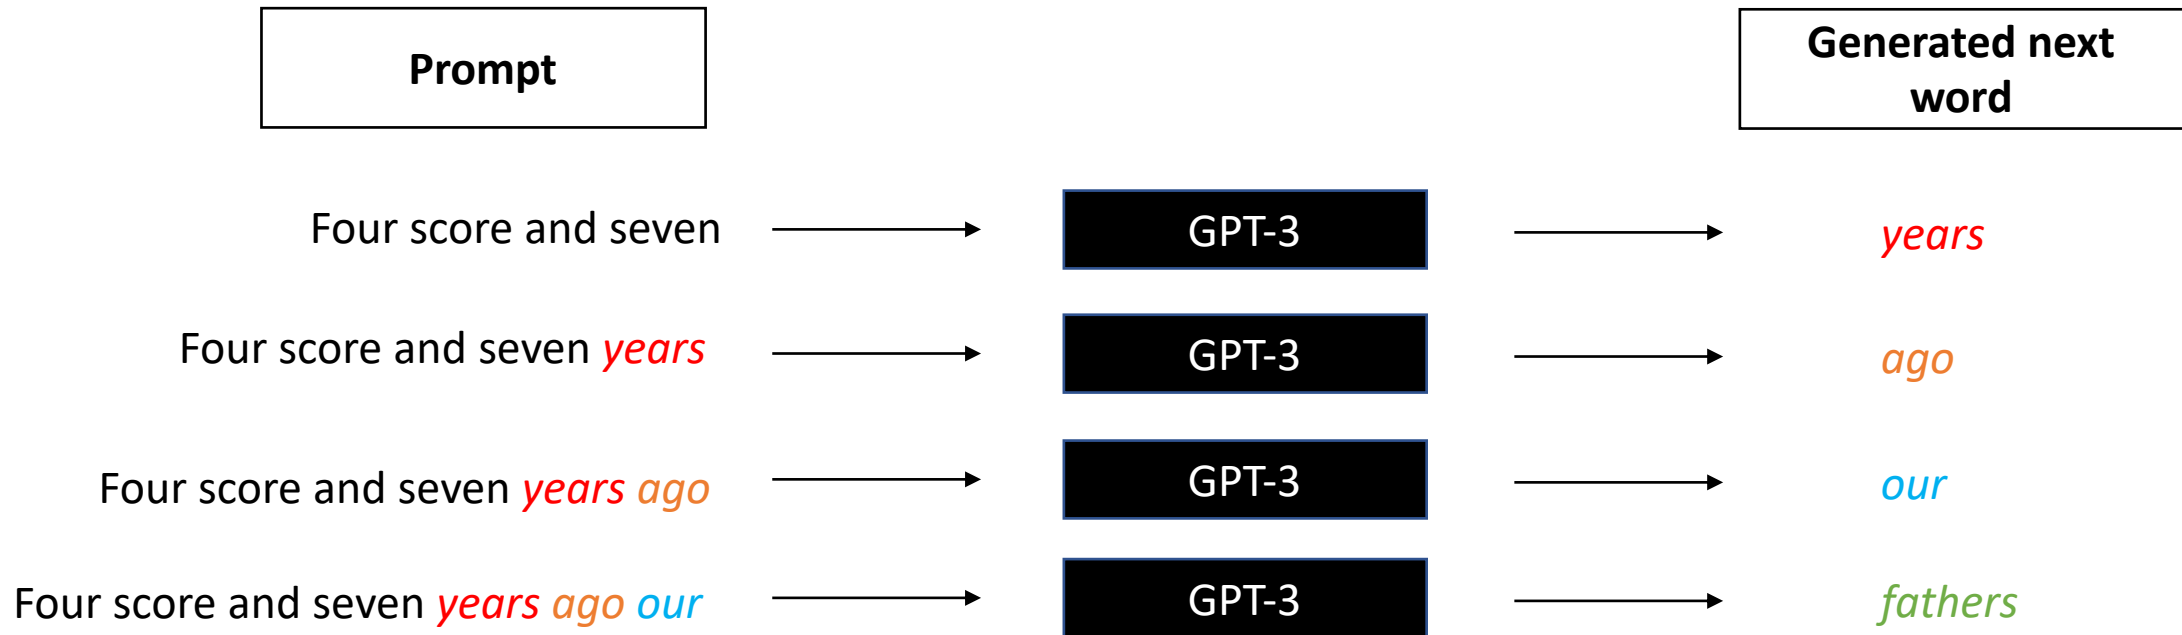 Prompt
Generated next
word
Four score and seven GPT-3 years
Four score and seven years GPT-3 ago
Four score and seven years ago GPT-3 our
Four score and seven years ago our GPT-3 fathers